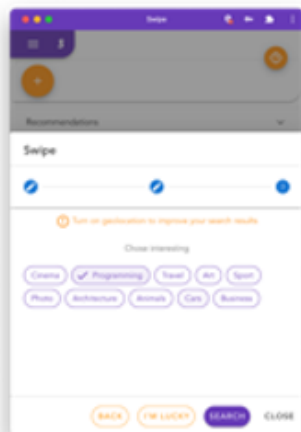 Swipe
Recommendations
Swipe
Turn on geolocation to improve your search results
Chose interesting
Cinema Programming Travel Art Sport
Photo Architecture Animals Cars Business
BACK I'M LUCKY SEARCH CLOSE